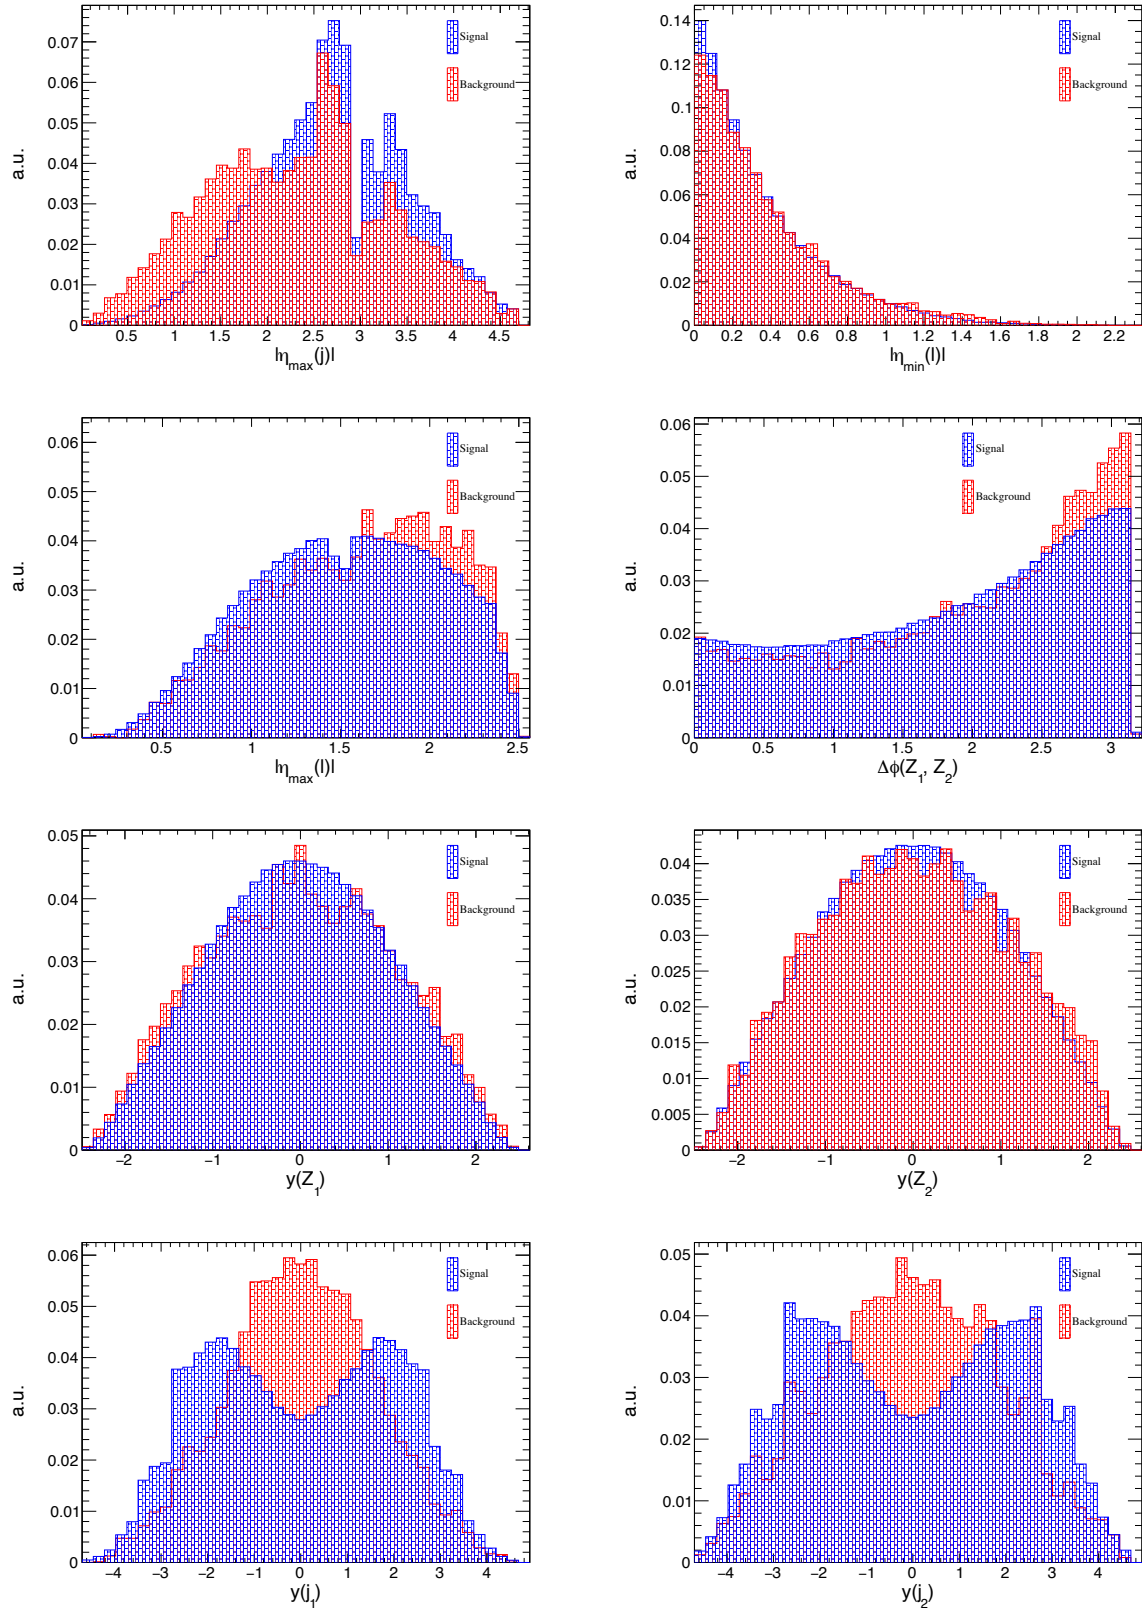 a.u.
0.07
0.06
0.05
0.04
0.03
0.02
0.01
0
Signal
Background
0.5 1 1.5 2 2.5 3 3.5 4 4.5
|η_max(j)|
a.u.
0.14
0.12
0.1
0.08
0.06
0.04
0.02
0
Signal
Background
0 0.2 0.4 0.6 0.8 1 1.2 1.4 1.6 1.8 2 2.2
|η_min(l)|
a.u.
0.06
0.05
0.04
0.03
0.02
0.01
0
Signal
Background
0.5 1 1.5 2 2.5
|η_max(l)|
a.u.
0.06
0.05
0.04
0.03
0.02
0.01
0
Signal
Background
0 0.5 1 1.5 2 2.5 3
Δϕ(Z_1, Z_2)
a.u.
0.05
0.04
0.03
0.02
0.01
0
Signal
Background
−2 −1 0 1 2
y(Z_1)
a.u.
0.04
0.035
0.03
0.025
0.02
0.015
0.01
0.005
0
Signal
Background
−2 −1 0 1 2
y(Z_2)
a.u.
0.06
0.05
0.04
0.03
0.02
0.01
0
Signal
Background
−4 −3 −2 −1 0 1 2 3 4
y(j_1)
a.u.
0.05
0.04
0.03
0.02
0.01
0
Signal
Background
−4 −3 −2 −1 0 1 2 3 4
y(j_2)